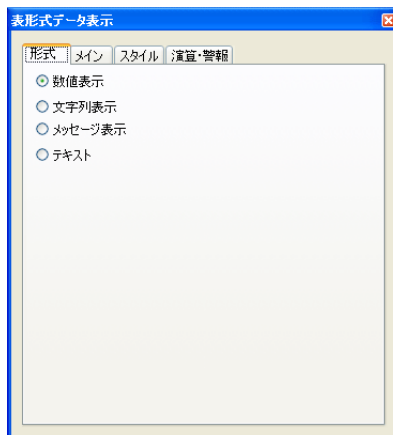 表形式データ表示
形式 メイン スタイル 演算・警報
数値表示
文字列表示
メッセージ表示
テキスト